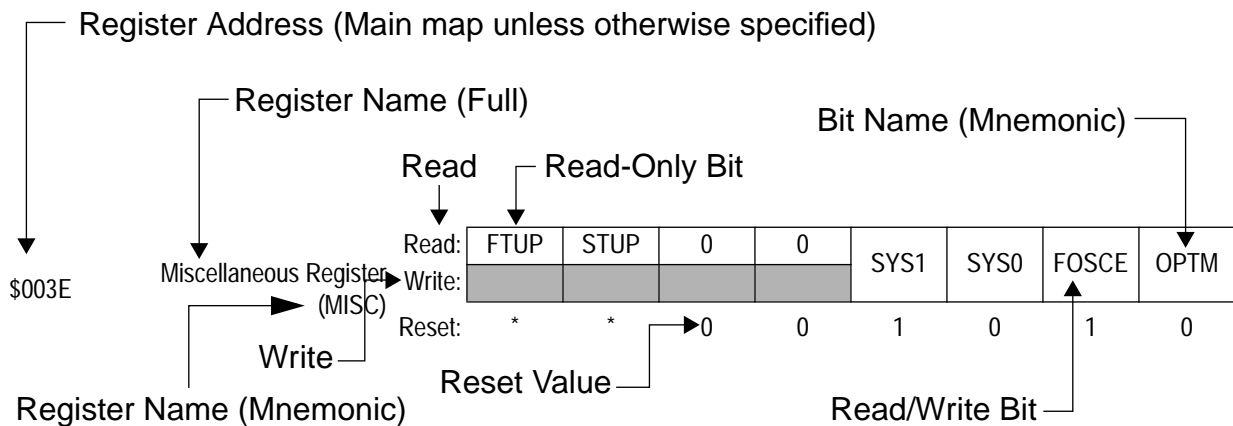 Register Address (Main map unless otherwise specified)
Register Name (Full)
Bit Name (Mnemonic)
Read
Read-Only Bit
Read: FTUP STUP 0 0 SYS1 SYS0 FOSCE OPTM
$003E Miscellaneous Register
(MISC)
Write:
Reset: * * 0 0 1 0 1 0
Write
Reset Value
Register Name (Mnemonic)
Read/Write Bit